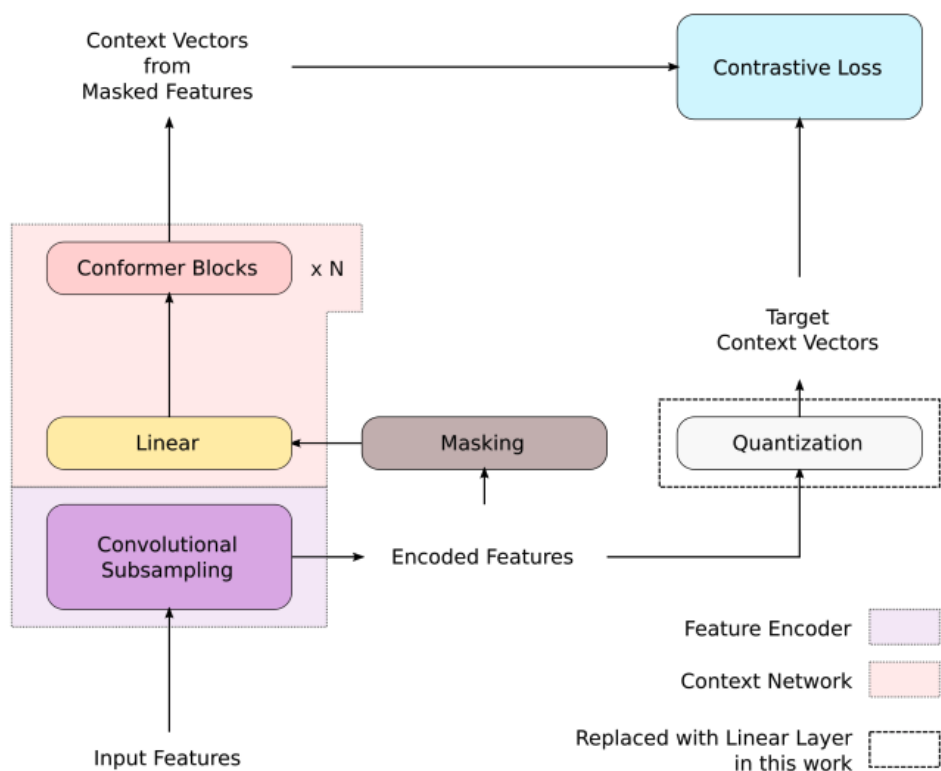 Context Vectors
from
Masked Features
Contrastive Loss
Conformer Blocks
x N
Target
Context Vectors
Linear
Masking
Quantization
Convolutional
Subsampling
Encoded Features
Feature Encoder
Context Network
Replaced with Linear Layer
in this work
Input Features